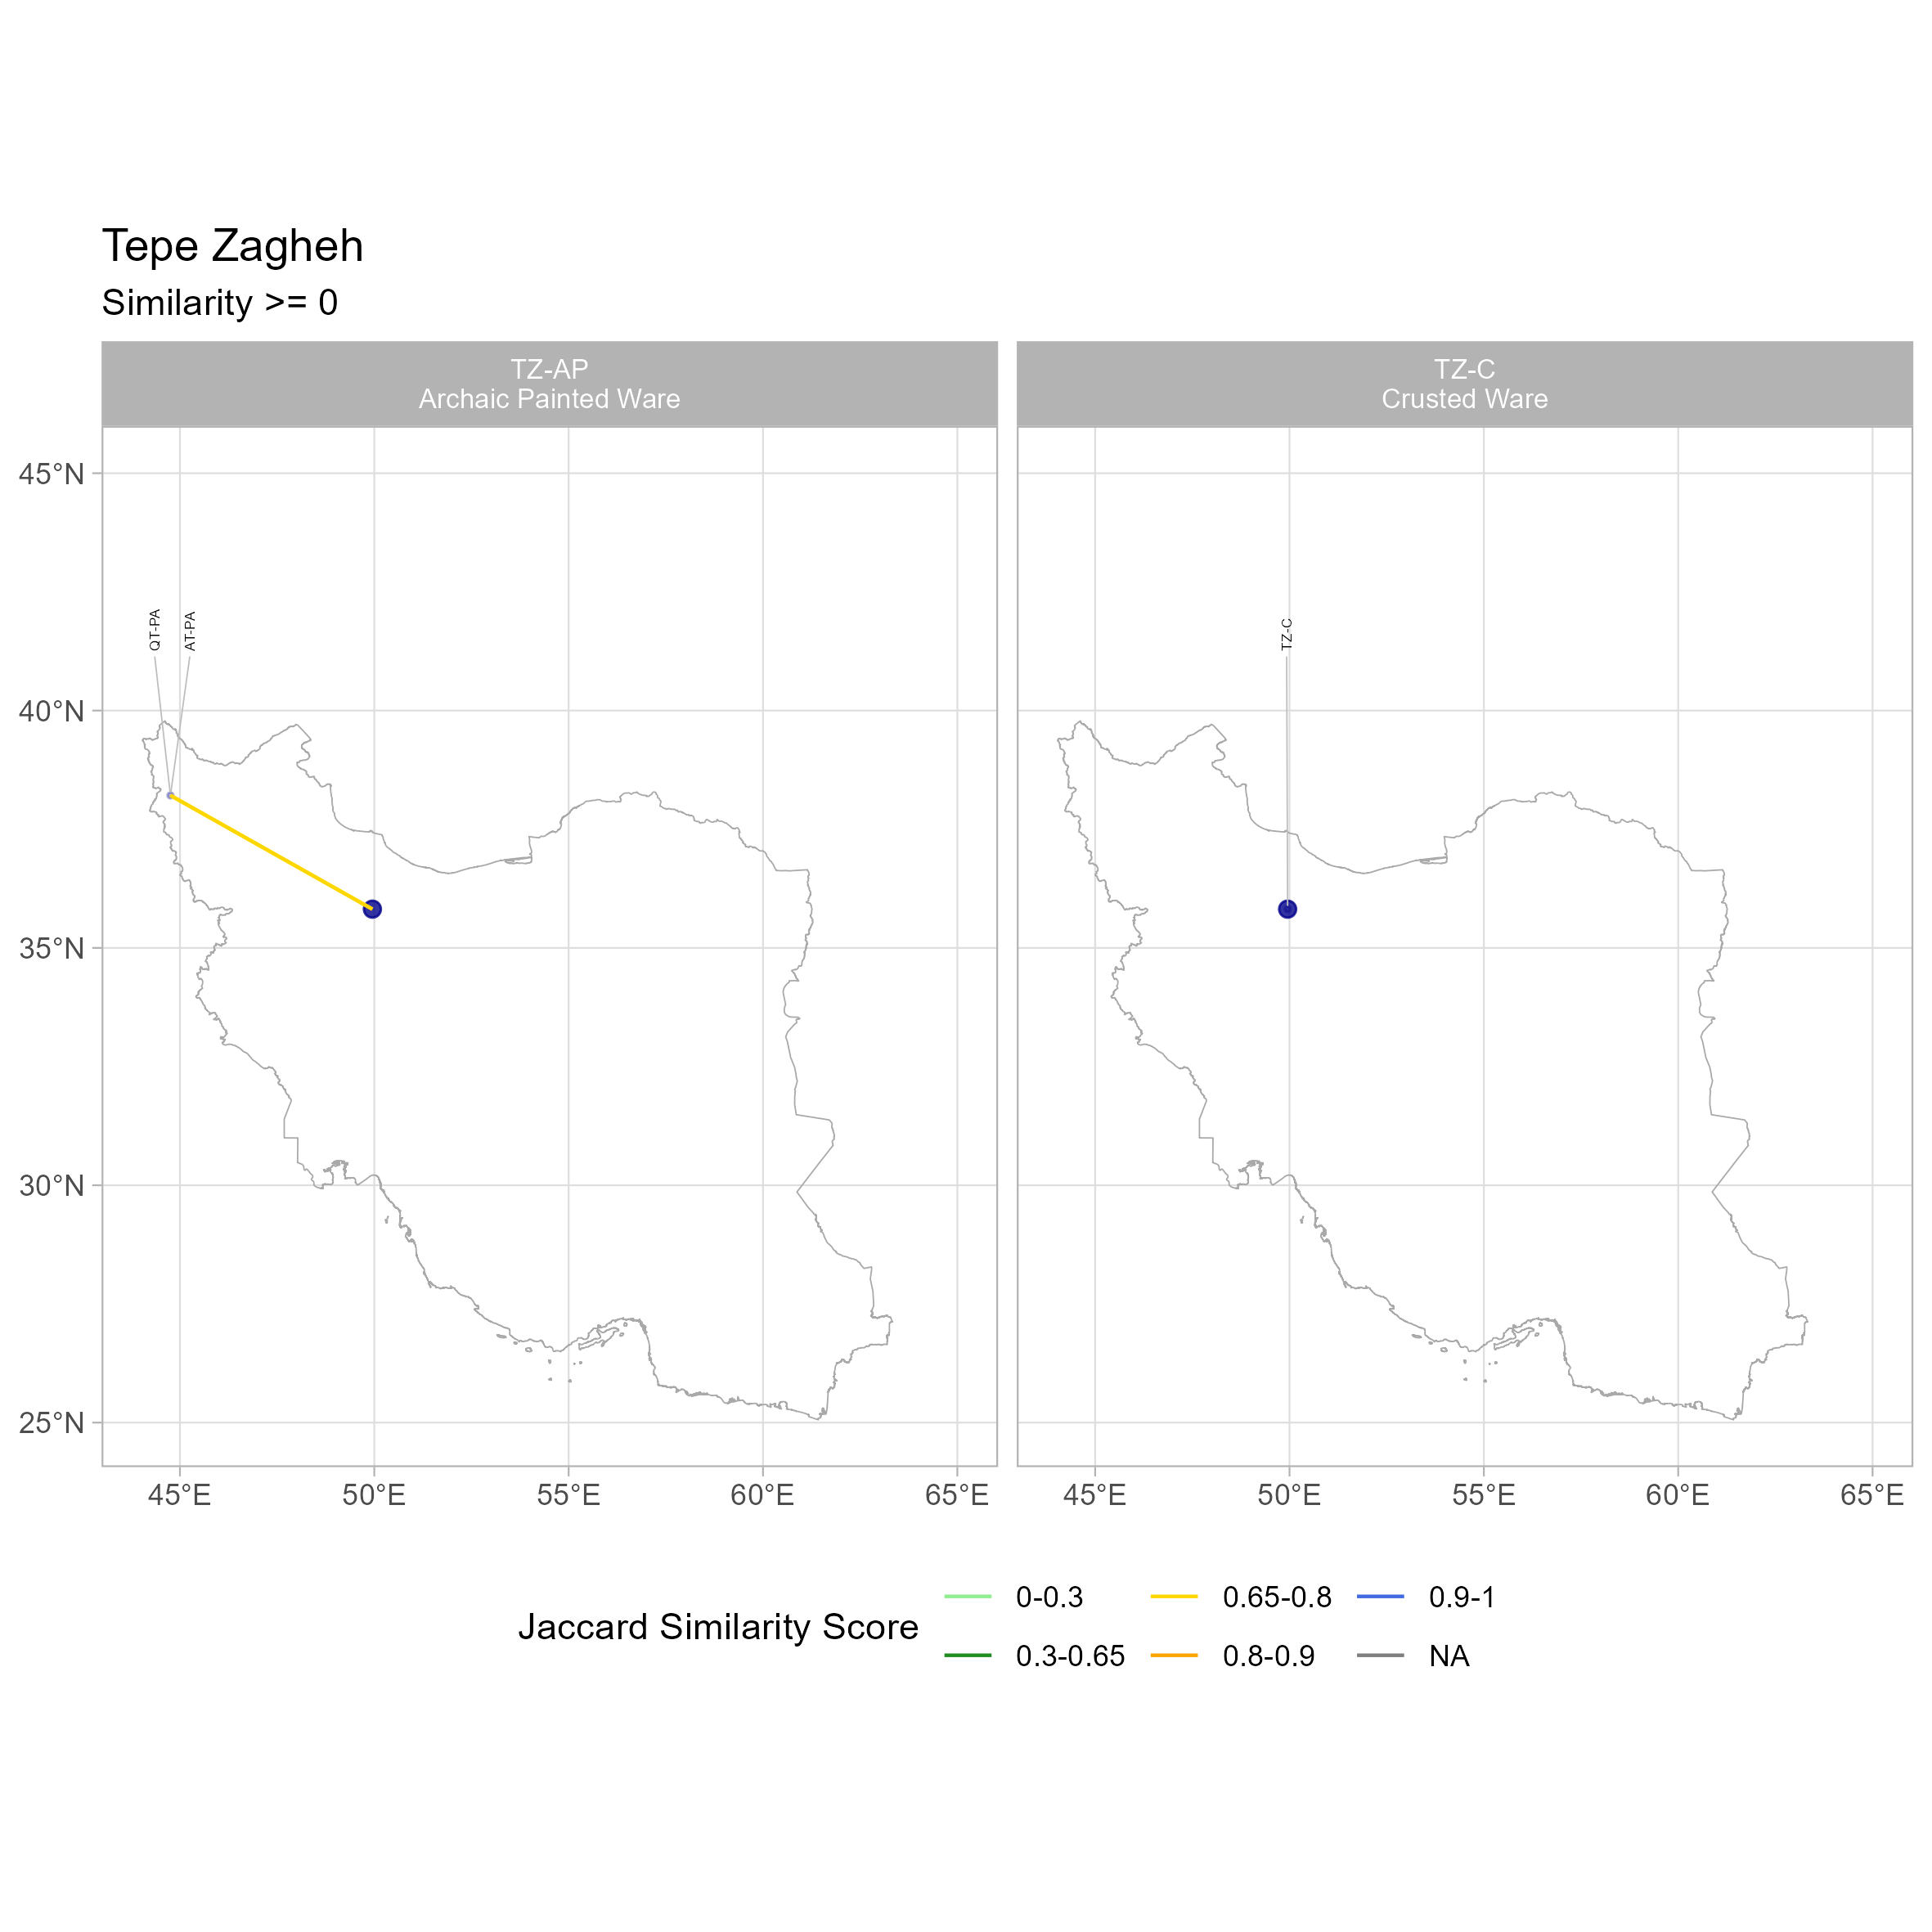 Tepe Zagheh
Similarity >= 0
TZ-AP
Archaic Painted Ware
TZ-C
Crusted Ware
45°N
40°N
35°N
30°N
25°N
QT-PA
AT-PA
TZ-C
45°E 50°E 55°E 60°E 65°E
45°E 50°E 55°E 60°E 65°E
Jaccard Similarity Score
0-0.3
0.3-0.65
0.65-0.8
0.8-0.9
0.9-1
NA